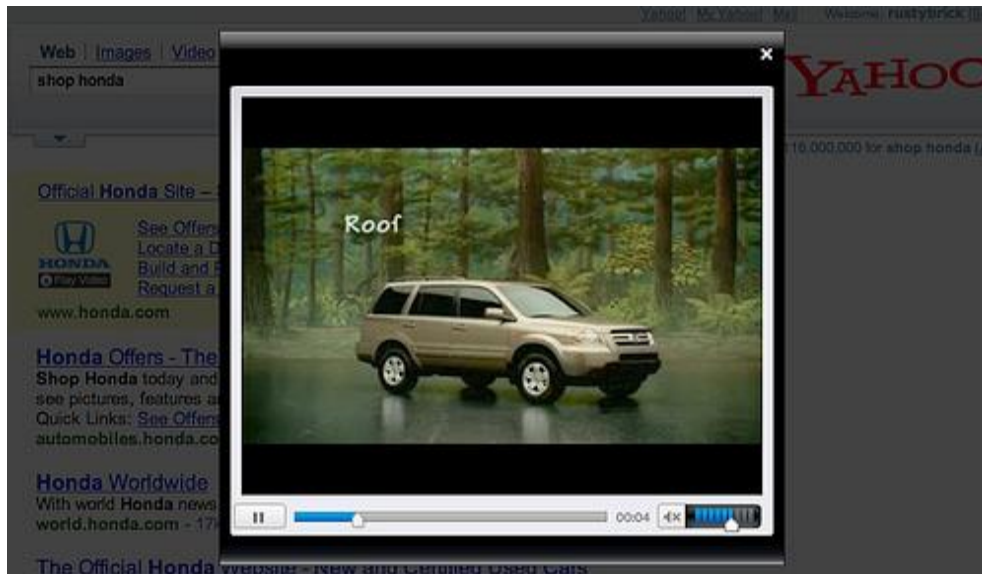 Yahoo! My Yahoo! Mail Welcome, rustybrick
Web | Images | Video
shop honda
YAHOO
116,000,000 for shop honda
Official Honda Site –
See Offers
Locate a D
Build and
Request a
HONDA
Play Video
www.honda.com
Roof
Honda Offers - The
Shop Honda today and
see pictures, features a
Quick Links: See Offers
automobiles.honda.co
Honda Worldwide
With world Honda news
world.honda.com - 17k
00:04
The Official Honda Website - New and Certified Used Cars